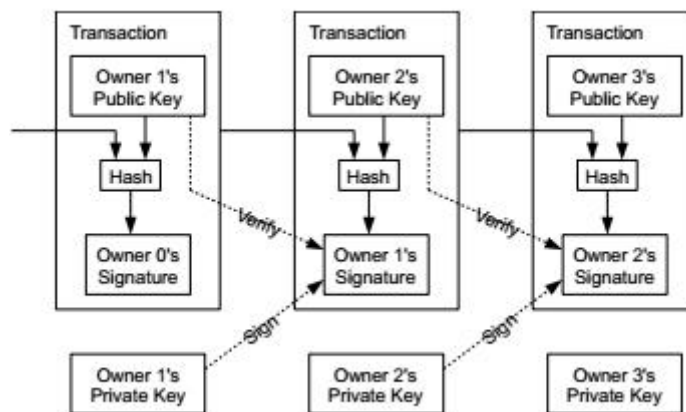 Transaction
Owner 1's
Public Key
Hash
Owner 0's
Signature
Transaction
Owner 2's
Public Key
Hash
Verify
Owner 1's
Signature
Transaction
Owner 3's
Public Key
Hash
Verify
Owner 2's
Signature
Sign
Sign
Owner 1's
Private Key
Owner 2's
Private Key
Owner 3's
Private Key